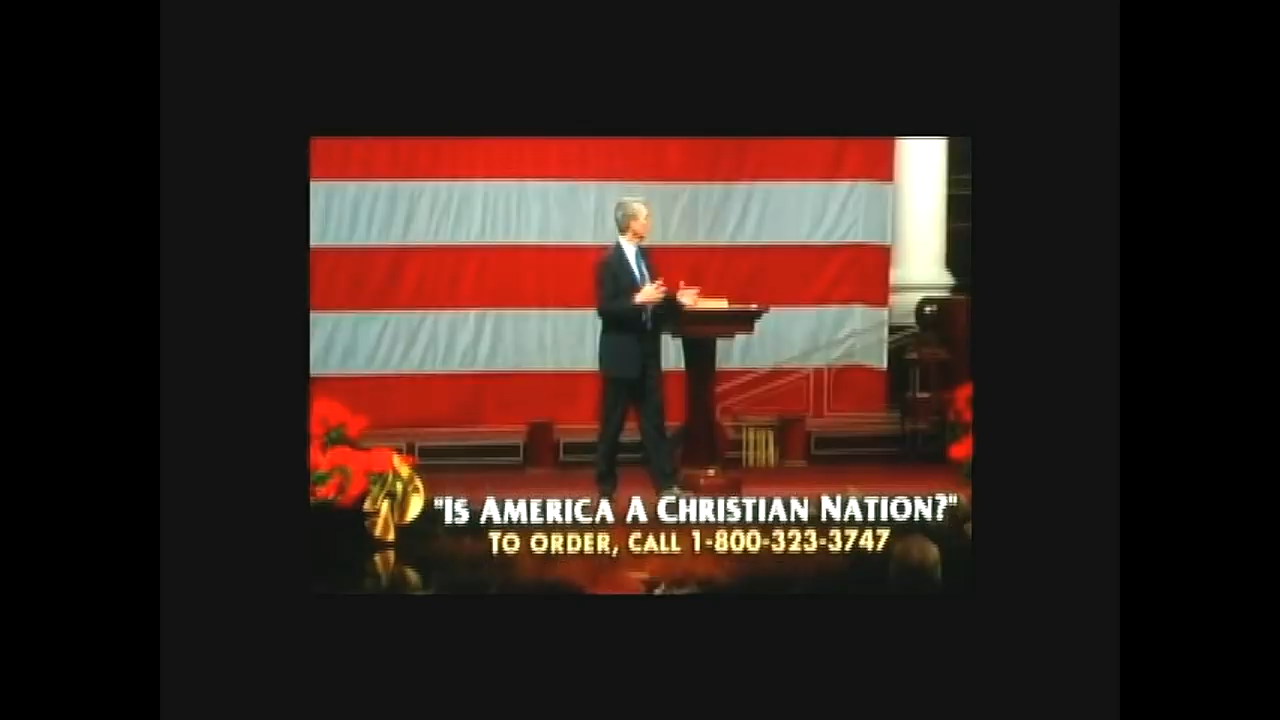 "IS AMERICA A CHRISTIAN NATION?"
TO ORDER, CALL 1-800-323-3747